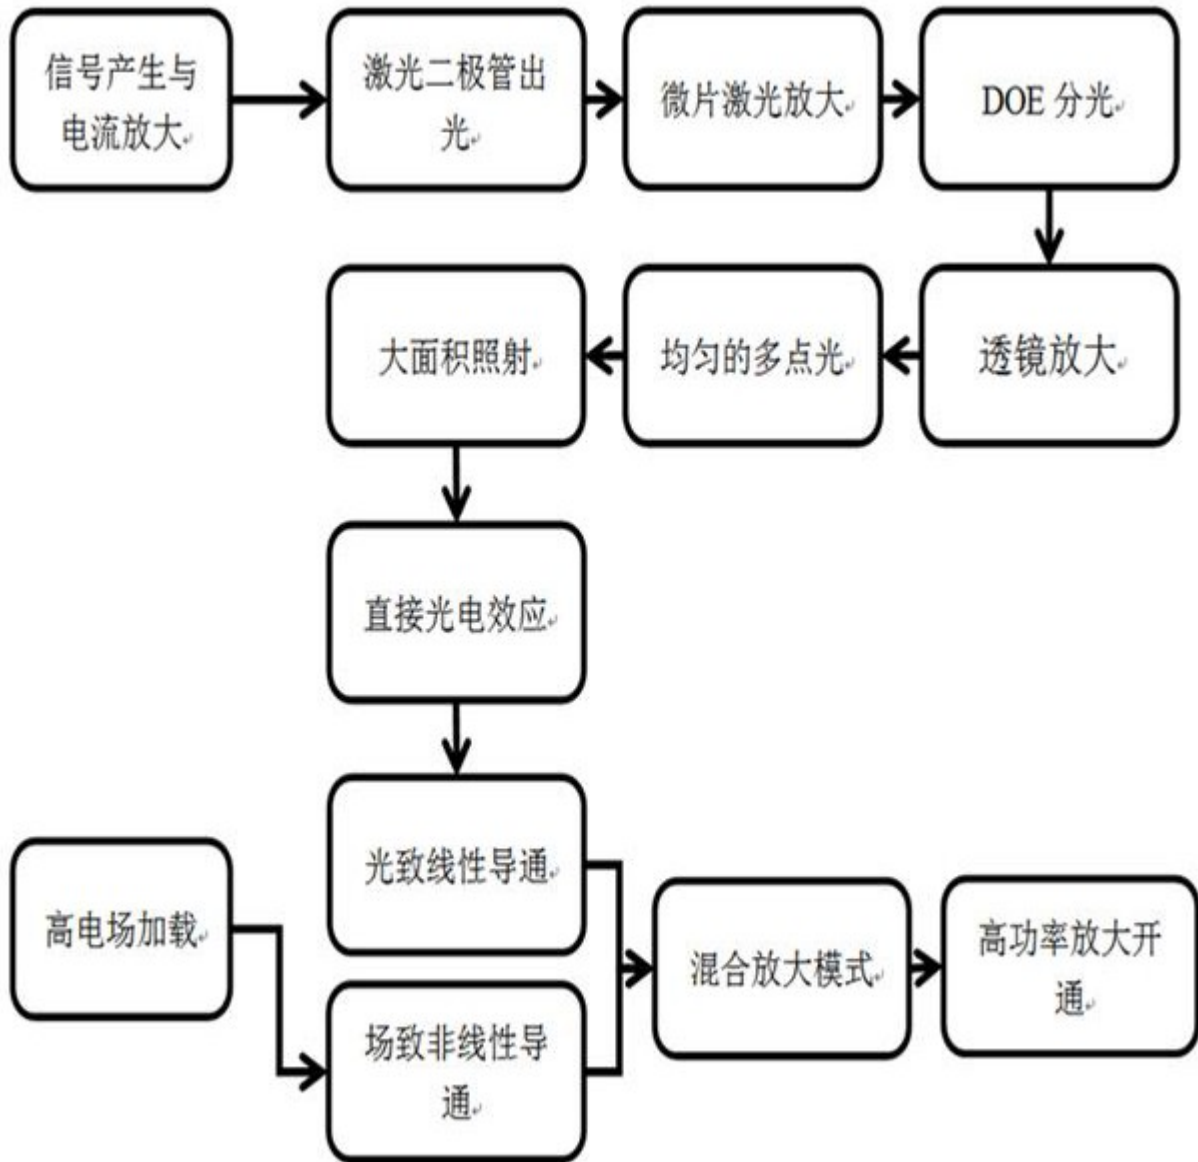 信号产生与
电流放大
激光二极管出
光
微片激光放大
DOE 分光
大面积照射
均匀的多点光
透镜放大
直接光电效应
光致线性导通
高电场加载
场致非线性导
通
混合放大模式
高功率放大开
通